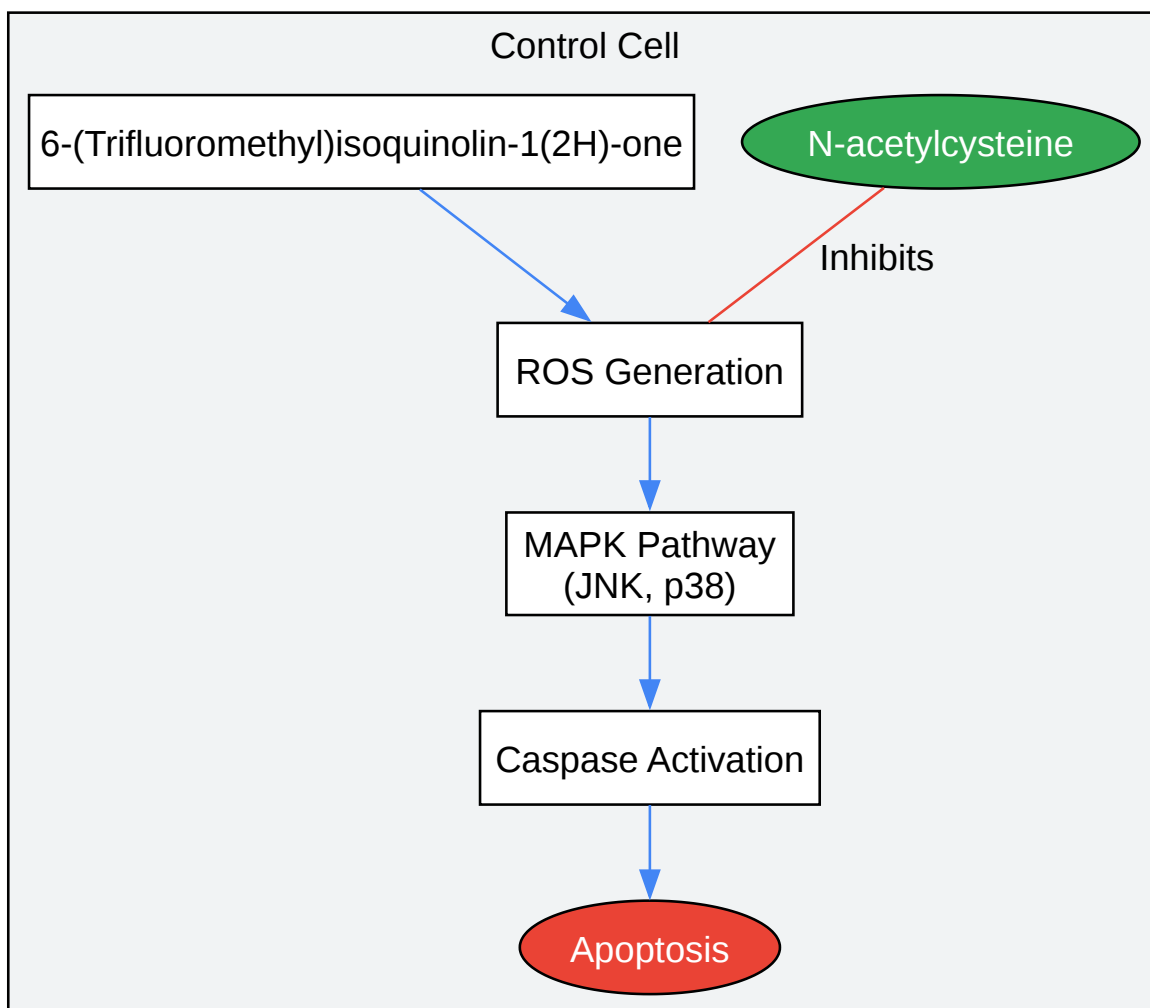 Control Cell
6-(Trifluoromethyl)isoquinolin-1(2H)-one
N-acetylcysteine
Inhibits
ROS Generation
MAPK Pathway
(JNK, p38)
Caspase Activation
Apoptosis